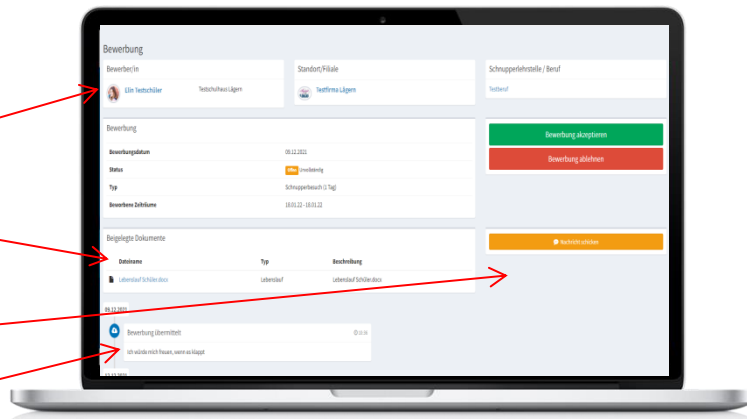 Bewerbung
Bewerber/in
Elin Testschüler
Testschulhaus Lägern
Standort/Filiale
Testfirma Lägern
Schnupperlehrstelle / Beruf
Testberuf
Bewerbung
Bewerbungsdatum 09.12.2021
Status Offen Unvollständig
Typ Schnupperbesuch (1 Tag)
Beworbene Zeiträume 10.01.22 - 10.01.22
Bewerbung akzeptieren
Bewerbung ablehnen
Beigelegte Dokumente
Dateiname Typ Beschreibung
Lebenslauf Schüler.docx Lebenslauf Lebenslauf Schüler.docx
Nachricht schicken
09.12.2021
Bewerbung übermittelt
Ich würde mich freuen, wenn es klappt